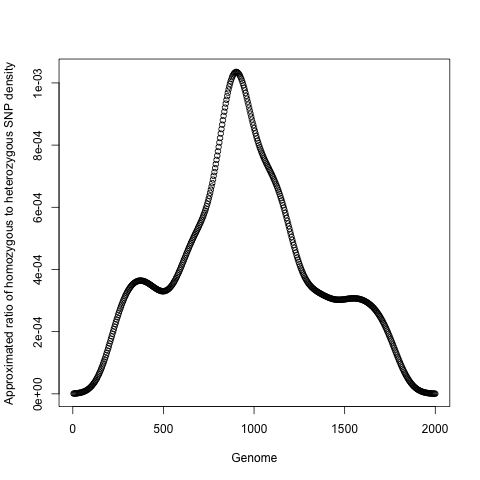 Approximated ratio of homozygous to heterozygous SNP density
1e-03
8e-04
6e-04
4e-04
2e-04
0e+00
0 500 1000 1500 2000
Genome